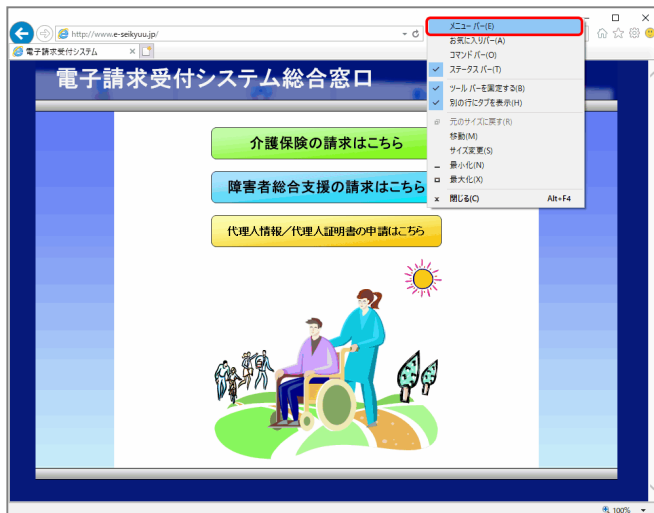 http://www.e-seikyuu.jp/
電子請求受付システム
電子請求受付システム総合窓口
介護保険の請求はこちら
障害者総合支援の請求はこちら
代理人情報/代理人証明書の申請はこちら
メニュー バー(E)
お気に入りバー(A)
コマンド バー(O)
ステータス バー(T)
ツール バーを固定する(B)
別の行にタブを表示(H)
元のサイズに戻す(R)
移動(M)
サイズ変更(S)
最小化(N)
最大化(X)
閉じる(C) Alt+F4
100%